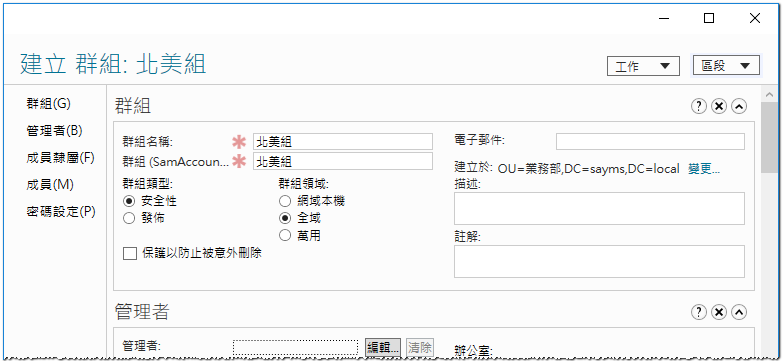 建立 群組: 北美組
工作
區段
群組(G)
管理者(B)
成員隸屬(F)
成員(M)
密碼設定(P)
群組
群組名稱: ✱ 北美組
群組 (SamAccoun... ✱ 北美組
群組類型:
安全性
發佈
群組領域:
網域本機
全域
萬用
保護以防止被意外刪除
電子郵件:
建立於: OU=業務部,DC=sayms,DC=local 變更...
描述:
註解:
管理者
管理者: 編輯... 清除
辦公室: